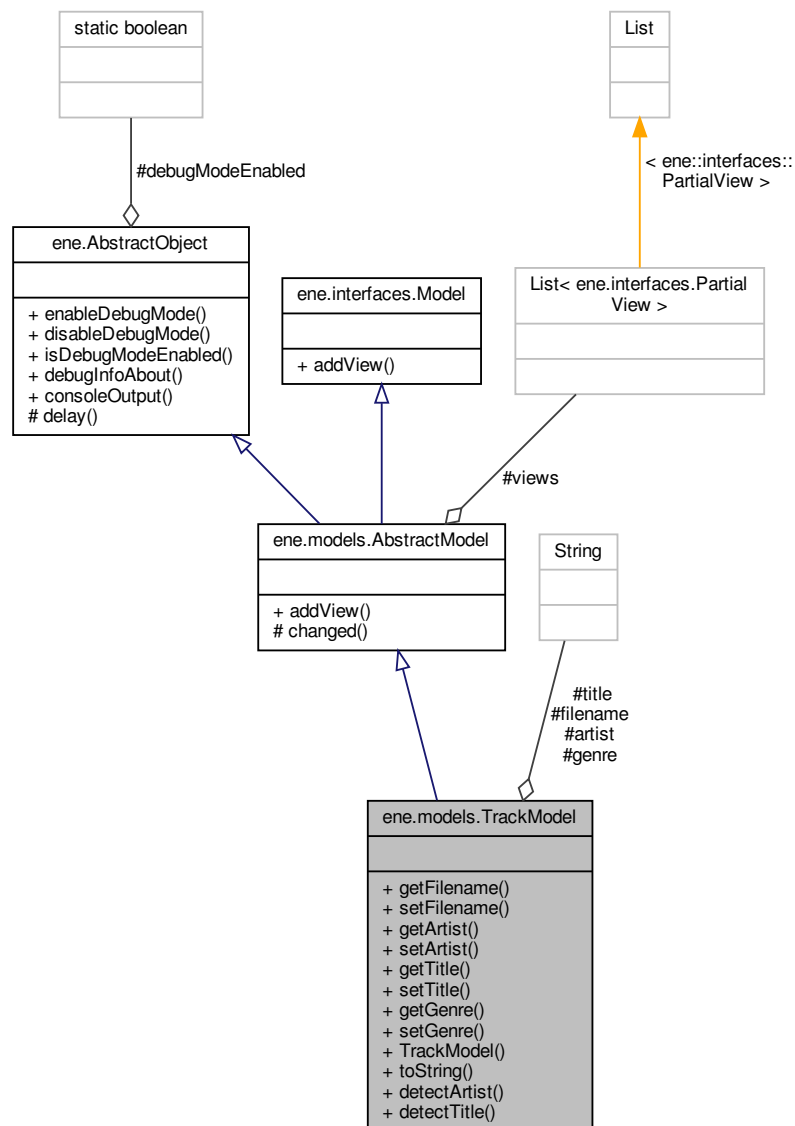 static boolean
List
#debugModeEnabled
< ene::interfaces::
PartialView >
ene.AbstractObject
+ enableDebugMode()
+ disableDebugMode()
+ isDebugModeEnabled()
+ debugInfoAbout()
+ consoleOutput()
# delay()
ene.interfaces.Model
+ addView()
List< ene.interfaces.Partial
View >
#views
ene.models.AbstractModel
+ addView()
# changed()
String
#title
#filename
#artist
#genre
ene.models.TrackModel
+ getFilename()
+ setFilename()
+ getArtist()
+ setArtist()
+ getTitle()
+ setTitle()
+ getGenre()
+ setGenre()
+ TrackModel()
+ toString()
+ detectArtist()
+ detectTitle()